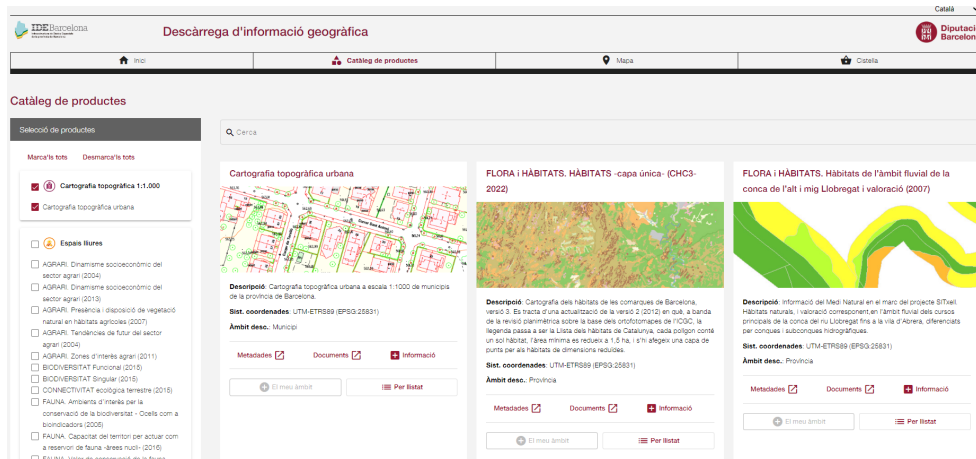 Català
IDEBarcelona
Descàrrega d'informació geogràfica
Diputaci
Barcelon
Inici
Catàleg de productes
Mapa
Cistella
Catàleg de productes
Selecció de productes
Marca'ls tots Desmarca'ls tots
Cartografia topogràfica 1:1.000
Cartografia topogràfica urbana
Espais lliures
AGRARI. Dinamisme socioeconòmic del
sector agrari (2004)
AGRARI. Dinamisme socioeconòmic del
sector agrari (2013)
AGRARI. Presència i disposició de vegetació
natural en hàbitats agrícoles (2007)
AGRARI. Tendències de futur del sector
agrari (2004)
AGRARI. Zones d'interès agrari (2011)
BIODIVERSITAT Funcional (2015)
BIODIVERSITAT Singular (2015)
CONNECTIVITAT ecològica terrestre (2015)
FAUNA. Ambients d'interès per la
conservació de la biodiversitat - Ocells com a
bioindicadors (2005)
FAUNA. Capacitat del territori per actuar com
a reservori de fauna -àrees nucli- (2016)
Cerca
Cartografia topogràfica urbana
Descripció: Cartografia topogràfica urbana a escala 1:1000 de municipis
de la província de Barcelona.
Sist. coordenades: UTM-ETRS89 (EPSG:25831)
Àmbit desc.: Municipi
Metadades Documents Informació
El meu àmbit Per llistat
FLORA i HÀBITATS. HÀBITATS -capa única- (CHC3-
2022)
Descripció: Cartografia dels hàbitats de les comarques de Barcelona,
versió 3. Es tracta d'una actualització de la versió 2 (2012) en què, a banda
de la revisió planimètrica sobre la base dels ortofotomapes de l'ICGC, la
llegenda passa a ser la Llista dels hàbitats de Catalunya, cada polígon conté
un sol hàbitat, l'àrea mínima es redueix a 1,5 ha, i s'hi afegeix una capa de
punts per als hàbitats de dimensions reduïdes.
Sist. coordenades: UTM-ETRS89 (EPSG:25831)
Àmbit desc.: Província
Metadades Documents Informació
El meu àmbit Per llistat
FLORA i HÀBITATS. Hàbitats de l'àmbit fluvial de la
conca de l'alt i mig Llobregat i valoració (2007)
Descripció: Informació del Medi Natural en el marc del projecte SITxell.
Hàbitats naturals, i valoració corresponent,en l'àmbit fluvial dels cursos
principals de la conca del riu Llobregat fins a la vila d'Abrera, diferenciats
per conques i subconques hidrogràfiques.
Sist. coordenades: UTM-ETRS89 (EPSG:25831)
Àmbit desc.: Província
Metadades Documents Informació
El meu àmbit Per llistat